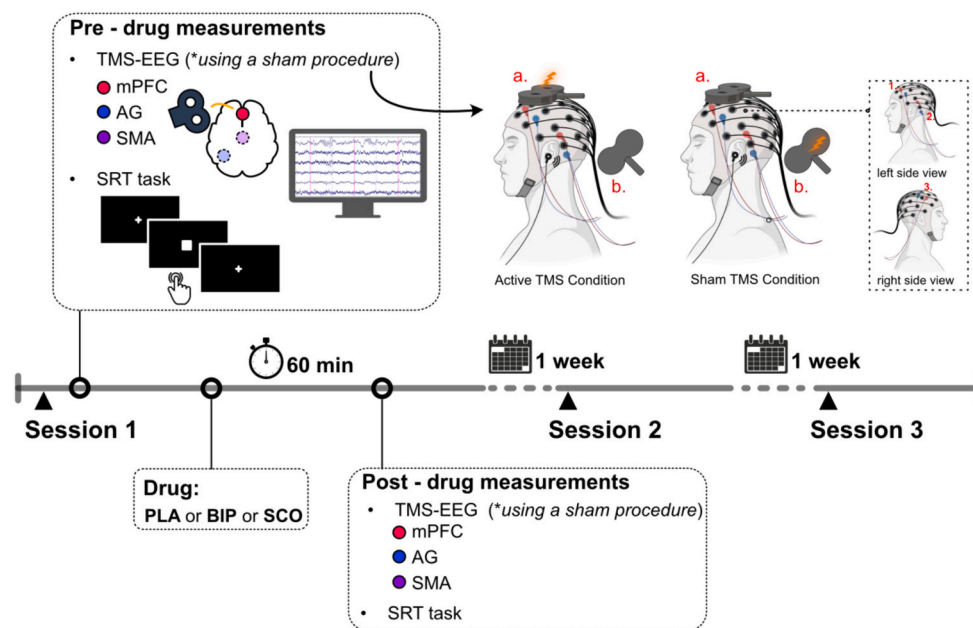 Pre - drug measurements
• TMS-EEG (*using a sham procedure)
mPFC
AG
SMA
• SRT task
a.
b.
Active TMS Condition
a.
b.
Sham TMS Condition
1.
2.
left side view
3.
right side view
60 min
1 week
1 week
Session 1
Session 2
Session 3
Drug:
PLA or BIP or SCO
Post - drug measurements
• TMS-EEG (*using a sham procedure)
mPFC
AG
SMA
• SRT task